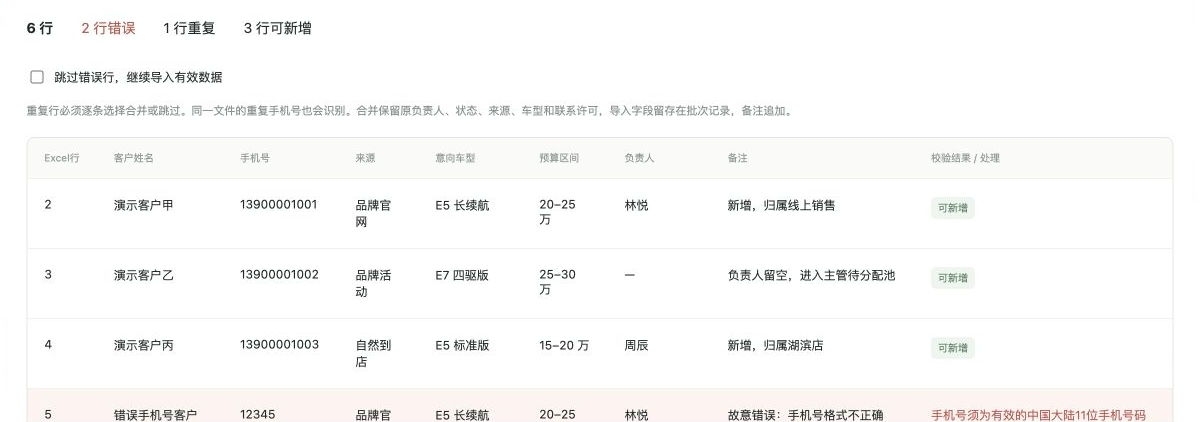 6 行 2 行错误 1 行重复 3 行可新增
跳过错误行，继续导入有效数据
重复行必须逐条选择合并或跳过。同一文件的重复手机号也会识别。合并保留原负责人、状态、来源、车型和联系许可，导入字段留存在批次记录，备注追加。
Excel行 客户姓名 手机号 来源 意向车型 预算区间 负责人 备注 校验结果 / 处理
2 演示客户甲 13900001001 品牌官 E5 长续航 20–25 林悦 新增，归属线上销售 可新增
网 万
3 演示客户乙 13900001002 品牌活 E7 四驱版 25–30 — 负责人留空，进入主管待分配池 可新增
动 万
4 演示客户丙 13900001003 自然到 E5 标准版 15–20 万 周辰 新增，归属湖滨店 可新增
店
5 错误手机号客户 12345 品牌官 E5 长续航 20–25 林悦 故意错误：手机号格式不正确 手机号须为有效的中国大陆11位手机号码